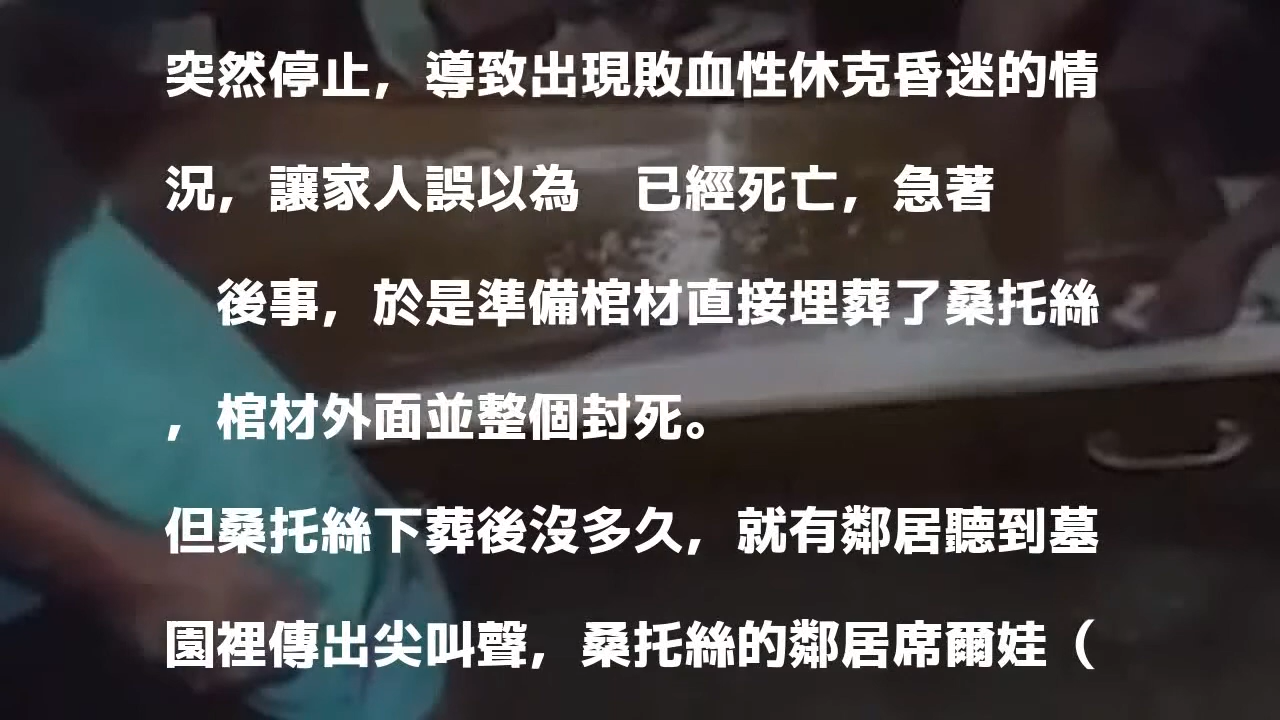 突然停止，導致出現敗血性休克昏迷的情
況，讓家人誤以為　已經死亡，急著
　後事，於是準備棺材直接埋葬了桑托絲
，棺材外面並整個封死。
但桑托絲下葬後沒多久，就有鄰居聽到墓
園裡傳出尖叫聲，桑托絲的鄰居席爾娃（